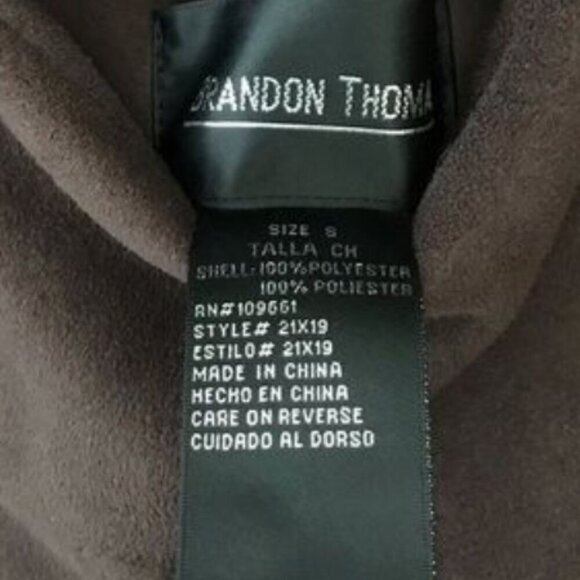 BRANDON THOMA
SIZE S
TALLA CH
SHELL: 100% POLYESTER
100% POLIESTER
RN# 109661
STYLE# 21X19
ESTILO# 21X19
MADE IN CHINA
HECHO EN CHINA
CARE ON REVERSE
CUIDADO AL DORSO